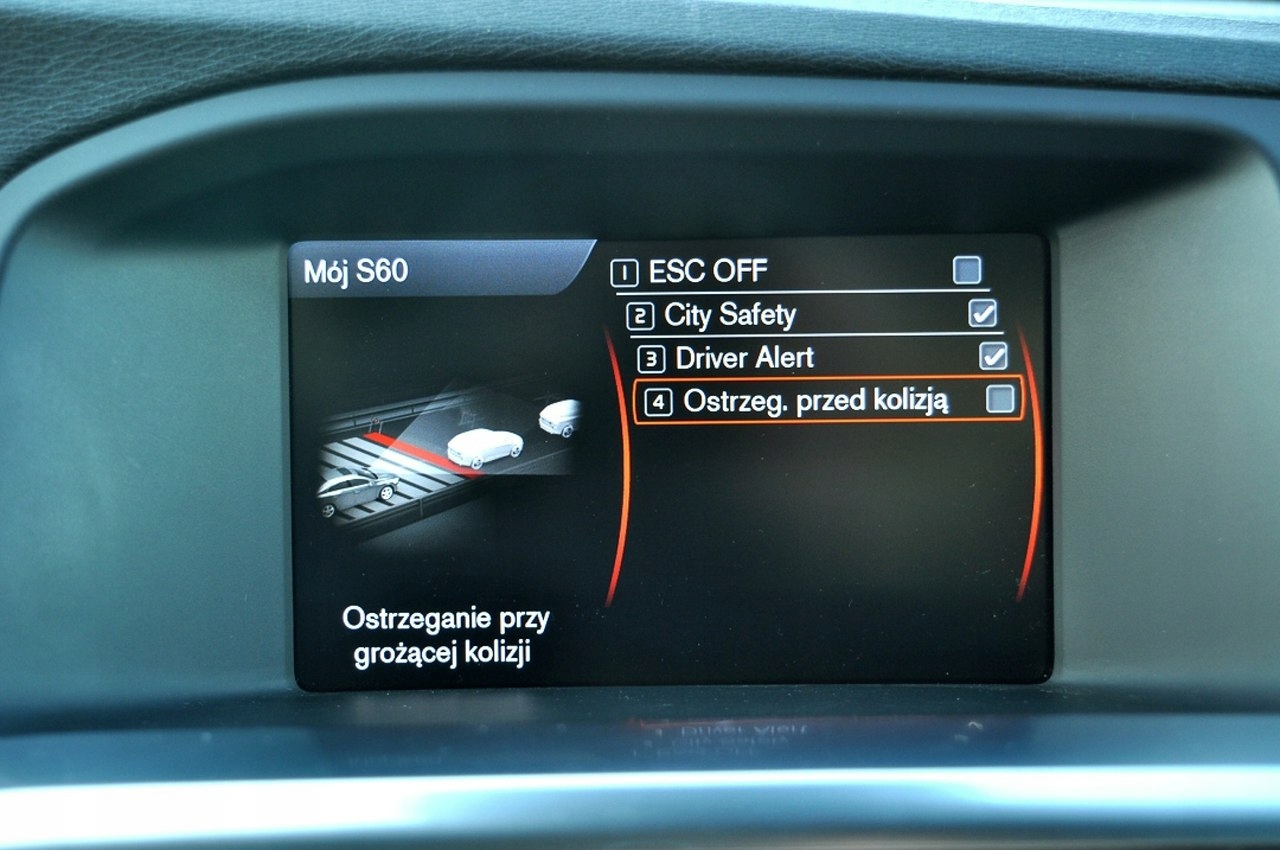 Mój S60
1 ESC OFF
2 City Safety
3 Driver Alert
4 Ostrzeg. przed kolizją
Ostrzeganie przy
grożącej kolizji